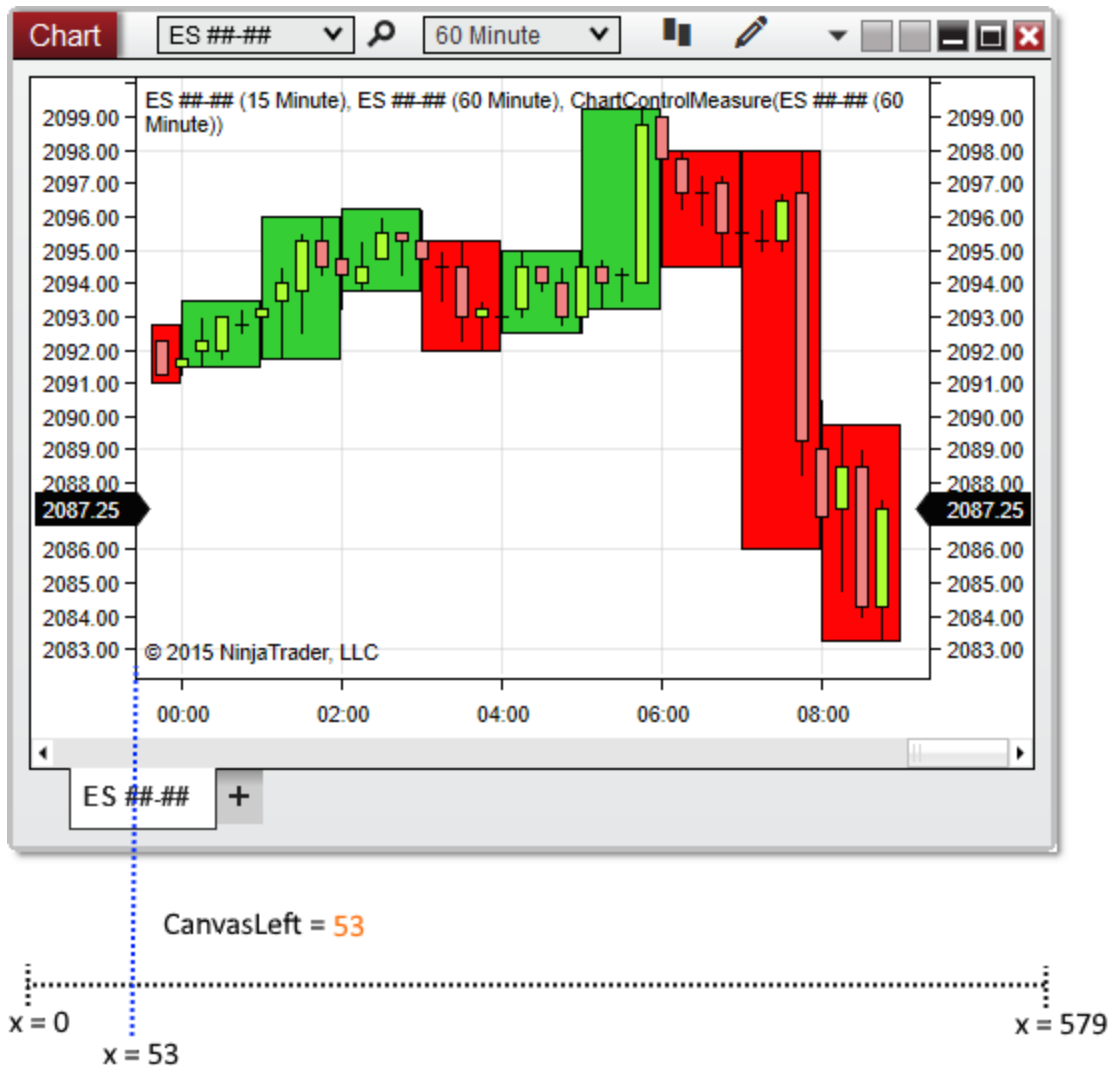 Chart ES ##-## 60 Minute
ES ##-## (15 Minute), ES ##-## (60 Minute), ChartControlMeasure(ES ##-## (60
Minute))
2099.00 2099.00
2098.00 2098.00
2097.00 2097.00
2096.00 2096.00
2095.00 2095.00
2094.00 2094.00
2093.00 2093.00
2092.00 2092.00
2091.00 2091.00
2090.00 2090.00
2089.00 2089.00
2088.00 2088.00
2087.25 2087.25
2086.00 2086.00
2085.00 2085.00
2084.00 2084.00
2083.00 © 2015 NinjaTrader, LLC 2083.00
00:00 02:00 04:00 06:00 08:00
ES ##-## +
CanvasLeft = 53
x = 0 x = 579
x = 53